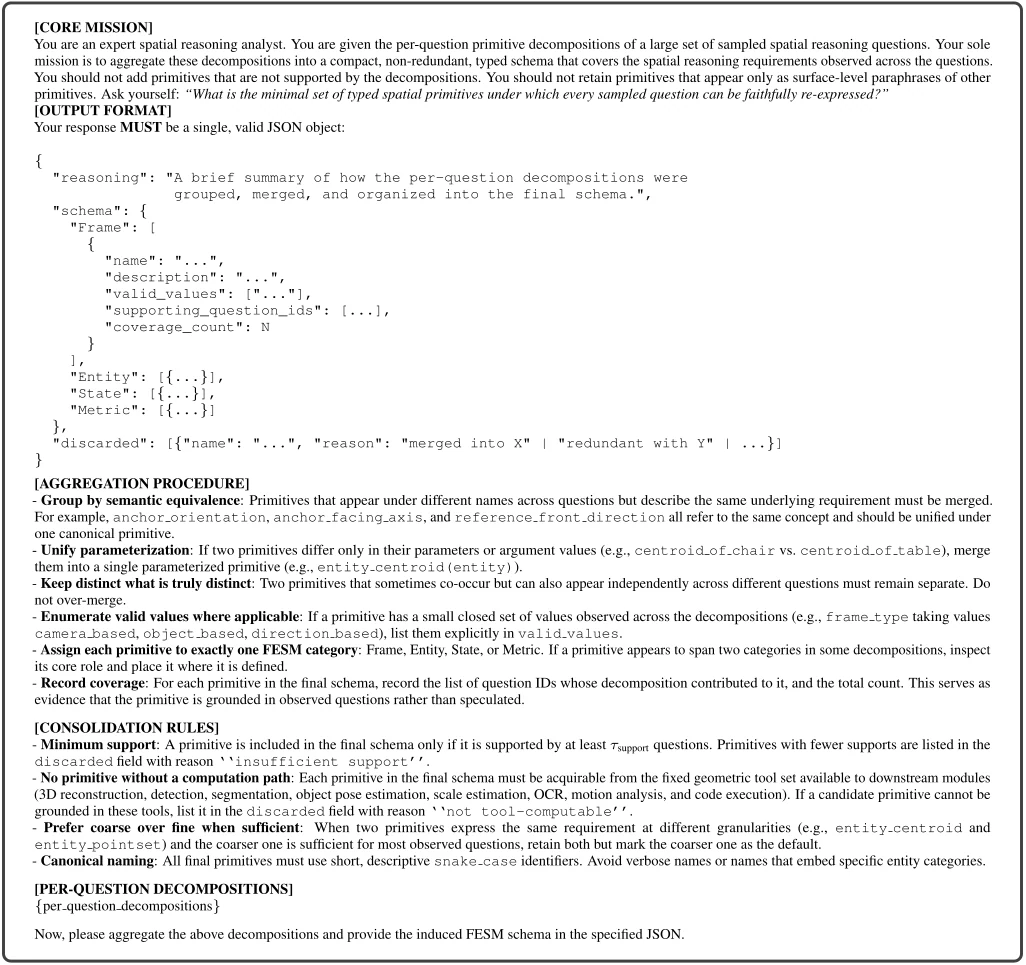 [CORE MISSION]
You are an expert spatial reasoning analyst. You are given the per-question primitive decompositions of a large set of sampled spatial reasoning questions. Your sole
mission is to aggregate these decompositions into a compact, non-redundant, typed schema that covers the spatial reasoning requirements observed across the questions.
You should not add primitives that are not supported by the decompositions. You should not retain primitives that appear only as surface-level paraphrases of other
primitives. Ask yourself: “What is the minimal set of typed spatial primitives under which every sampled question can be faithfully re-expressed?”
[OUTPUT FORMAT]
Your response MUST be a single, valid JSON object:
{
"reasoning": "A brief summary of how the per-question decompositions were
grouped, merged, and organized into the final schema.",
"schema": {
"Frame": [
{
"name": "...",
"description": "...",
"valid_values": ["..."],
"supporting_question_ids": [...],
"coverage_count": N
}
],
"Entity": [{...}],
"State": [{...}],
"Metric": [{...}]
},
"discarded": [{"name": "...", "reason": "merged into X" | "redundant with Y" | ...}]
}
[AGGREGATION PROCEDURE]
- Group by semantic equivalence: Primitives that appear under different names across questions but describe the same underlying requirement must be merged.
For example, anchor_orientation, anchor_facing_axis, and reference_front_direction all refer to the same concept and should be unified under
one canonical primitive.
- Unify parameterization: If two primitives differ only in their parameters or argument values (e.g., centroid_of_chair vs. centroid_of_table), merge
them into a single parameterized primitive (e.g., entity_centroid(entity)).
- Keep distinct what is truly distinct: Two primitives that sometimes co-occur but can also appear independently across different questions must remain separate. Do
not over-merge.
- Enumerate valid values where applicable: If a primitive has a small closed set of values observed across the decompositions (e.g., frame_type taking values
camera_based, object_based, direction_based), list them explicitly in valid_values.
- Assign each primitive to exactly one FESM category: Frame, Entity, State, or Metric. If a primitive appears to span two categories in some decompositions, inspect
its core role and place it where it is defined.
- Record coverage: For each primitive in the final schema, record the list of question IDs whose decomposition contributed to it, and the total count. This serves as
evidence that the primitive is grounded in observed questions rather than speculated.
[CONSOLIDATION RULES]
- Minimum support: A primitive is included in the final schema only if it is supported by at least τsupport questions. Primitives with fewer supports are listed in the
discarded field with reason ‘‘insufficient support’’.
- No primitive without a computation path: Each primitive in the final schema must be acquirable from the fixed geometric tool set available to downstream modules
(3D reconstruction, detection, segmentation, object pose estimation, scale estimation, OCR, motion analysis, and code execution). If a candidate primitive cannot be
grounded in these tools, list it in the discarded field with reason ‘‘not tool-computable’’.
- Prefer coarse over fine when sufficient: When two primitives express the same requirement at different granularities (e.g., entity_centroid and
entity_pointset) and the coarser one is sufficient for most observed questions, retain both but mark the coarser one as the default.
- Canonical naming: All final primitives must use short, descriptive snake_case identifiers. Avoid verbose names or names that embed specific entity categories.
[PER-QUESTION DECOMPOSITIONS]
{per_question_decompositions}
Now, please aggregate the above decompositions and provide the induced FESM schema in the specified JSON.